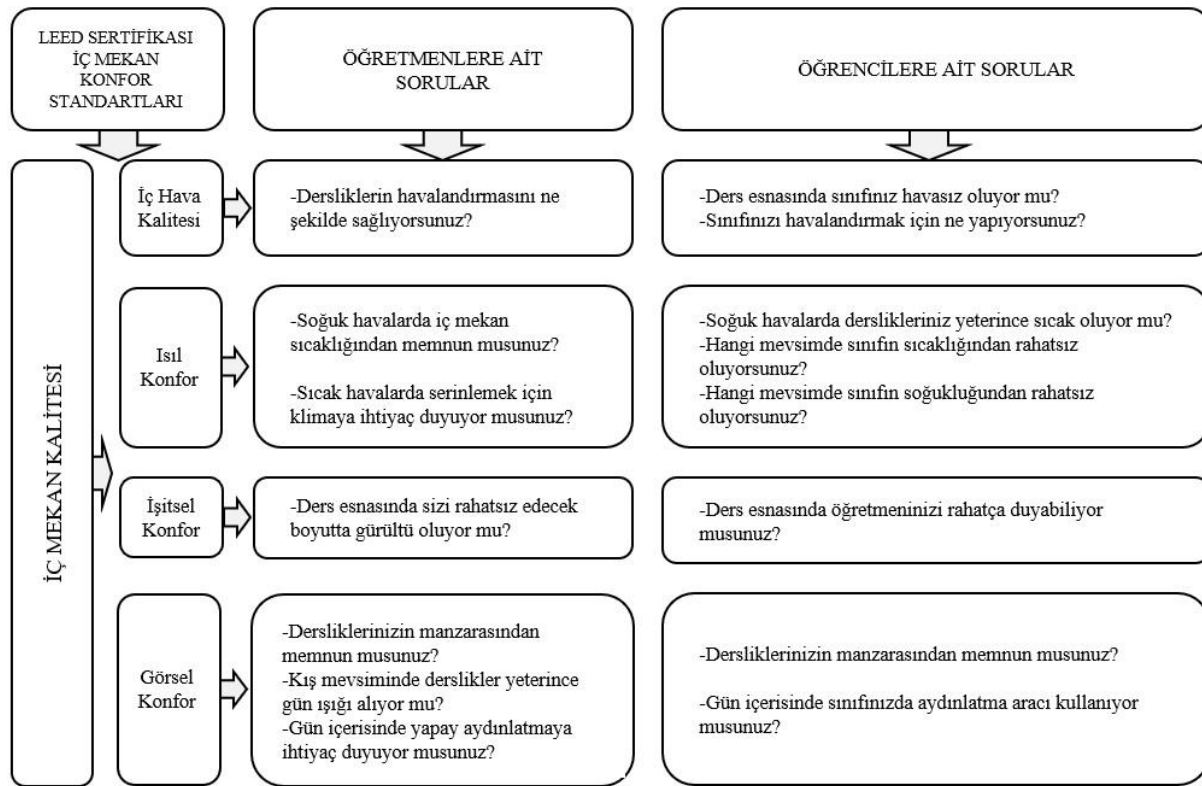 LEED SERTİFİKASI
İÇ MEKAN
KONFOR
STANDARTLARI
ÖĞRETMENLERE AİT
SORULAR
ÖĞRENCİLERE AİT SORULAR
İÇ MEKAN KALİTESİ
İç Hava
Kalitesi
-Dersliklerin havalandırmasını ne
şekilde sağlıyorsunuz?
-Ders esnasında sınıfınız havasız oluyor mu?
-Sınıfınızı havalandırmak için ne yapıyorsunuz?
Isıl
Konfor
-Soğuk havalarda iç mekan
sıcaklığından memnun musunuz?
-Sıcak havalarda serinlemek için
klimaya ihtiyaç duyuyor musunuz?
-Soğuk havalarda derslikleriniz yeterince sıcak oluyor mu?
-Hangi mevsimde sınıfın sıcaklığından rahatsız
oluyorsunuz?
-Hangi mevsimde sınıfın soğukluğundan rahatsız
oluyorsunuz?
İşitsel
Konfor
-Ders esnasında sizi rahatsız edecek
boyutta gürültü oluyor mu?
-Ders esnasında öğretmeninizi rahatça duyabiliyor
musunuz?
Görsel
Konfor
-Dersliklerinizin manzarasından
memnun musunuz?
-Kış mevsiminde derslikler yeterince
gün ışığı alıyor mu?
-Gün içerisinde yapay aydınlatmaya
ihtiyaç duyuyor musunuz?
-Dersliklerinizin manzarasından memnun musunuz?
-Gün içerisinde sınıfınızda aydınlatma aracı kullanıyor
musunuz?